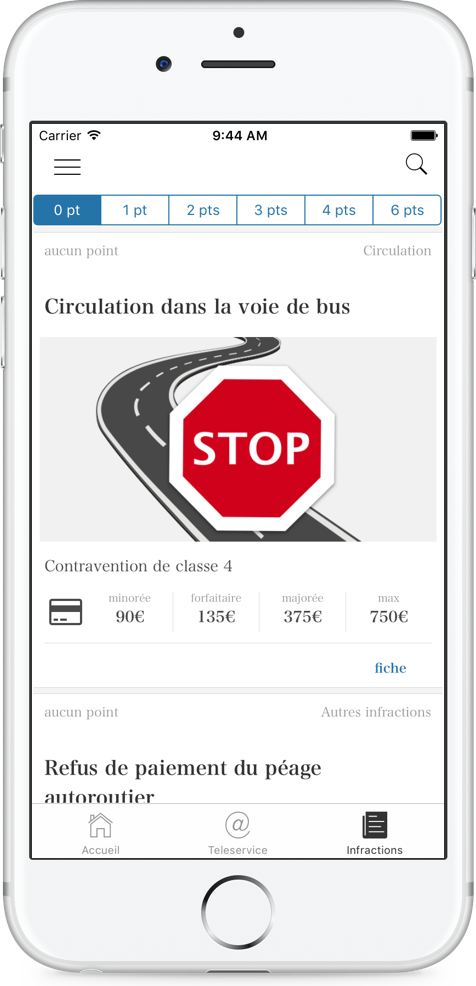 Carrier 9:44 AM
0 pt 1 pt 2 pts 3 pts 4 pts 6 pts
aucun point Circulation
Circulation dans la voie de bus
STOP
Contravention de classe 4
minorée forfaitaire majorée max
90€ 135€ 375€ 750€
fiche
aucun point Autres infractions
Refus de paiement du péage
autoroutier
@
Accueil Teleservice Infractions